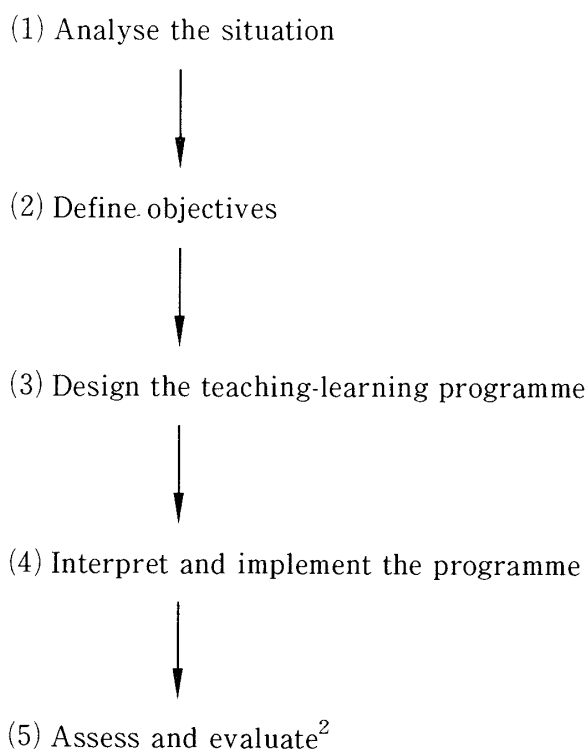 (1) Analyse the situation
(2) Define objectives
(3) Design the teaching-learning programme
(4) Interpret and implement the programme
(5) Assess and evaluate²